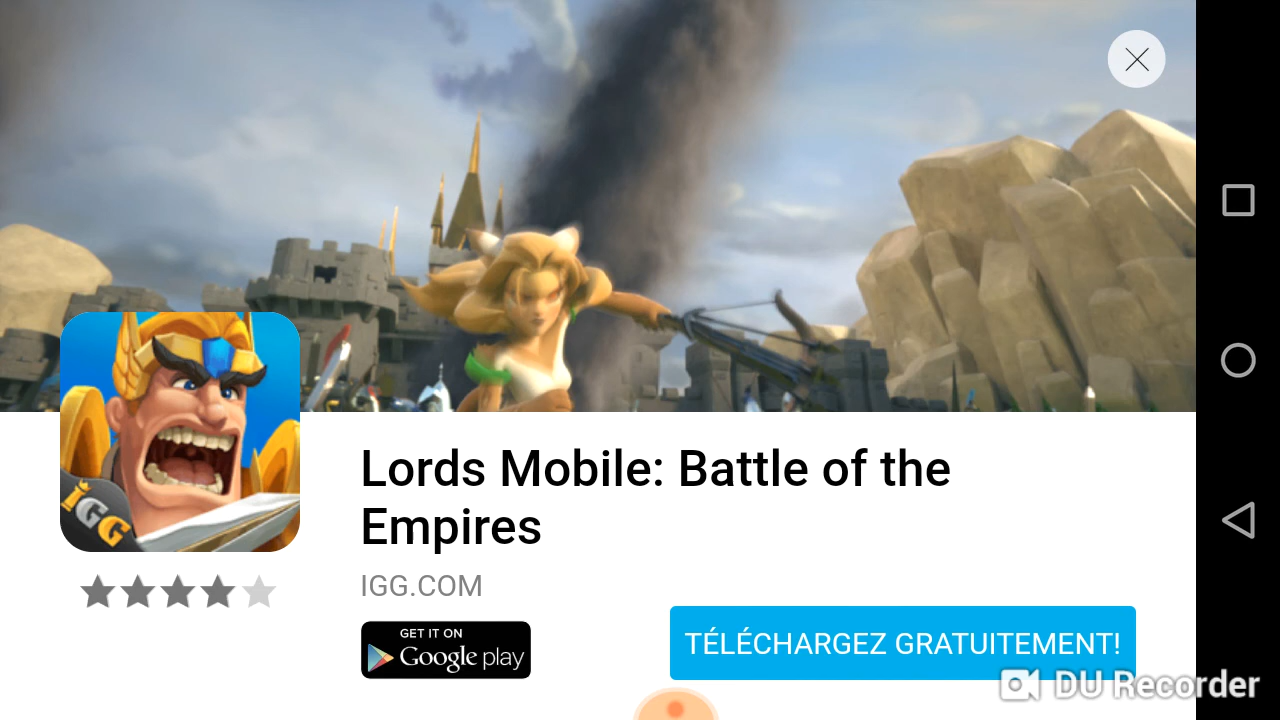 IGG
Lords Mobile: Battle of the
Empires
IGG.COM
GET IT ON
Google play
TÉLÉCHARGEZ GRATUITEMENT!
DU Recorder